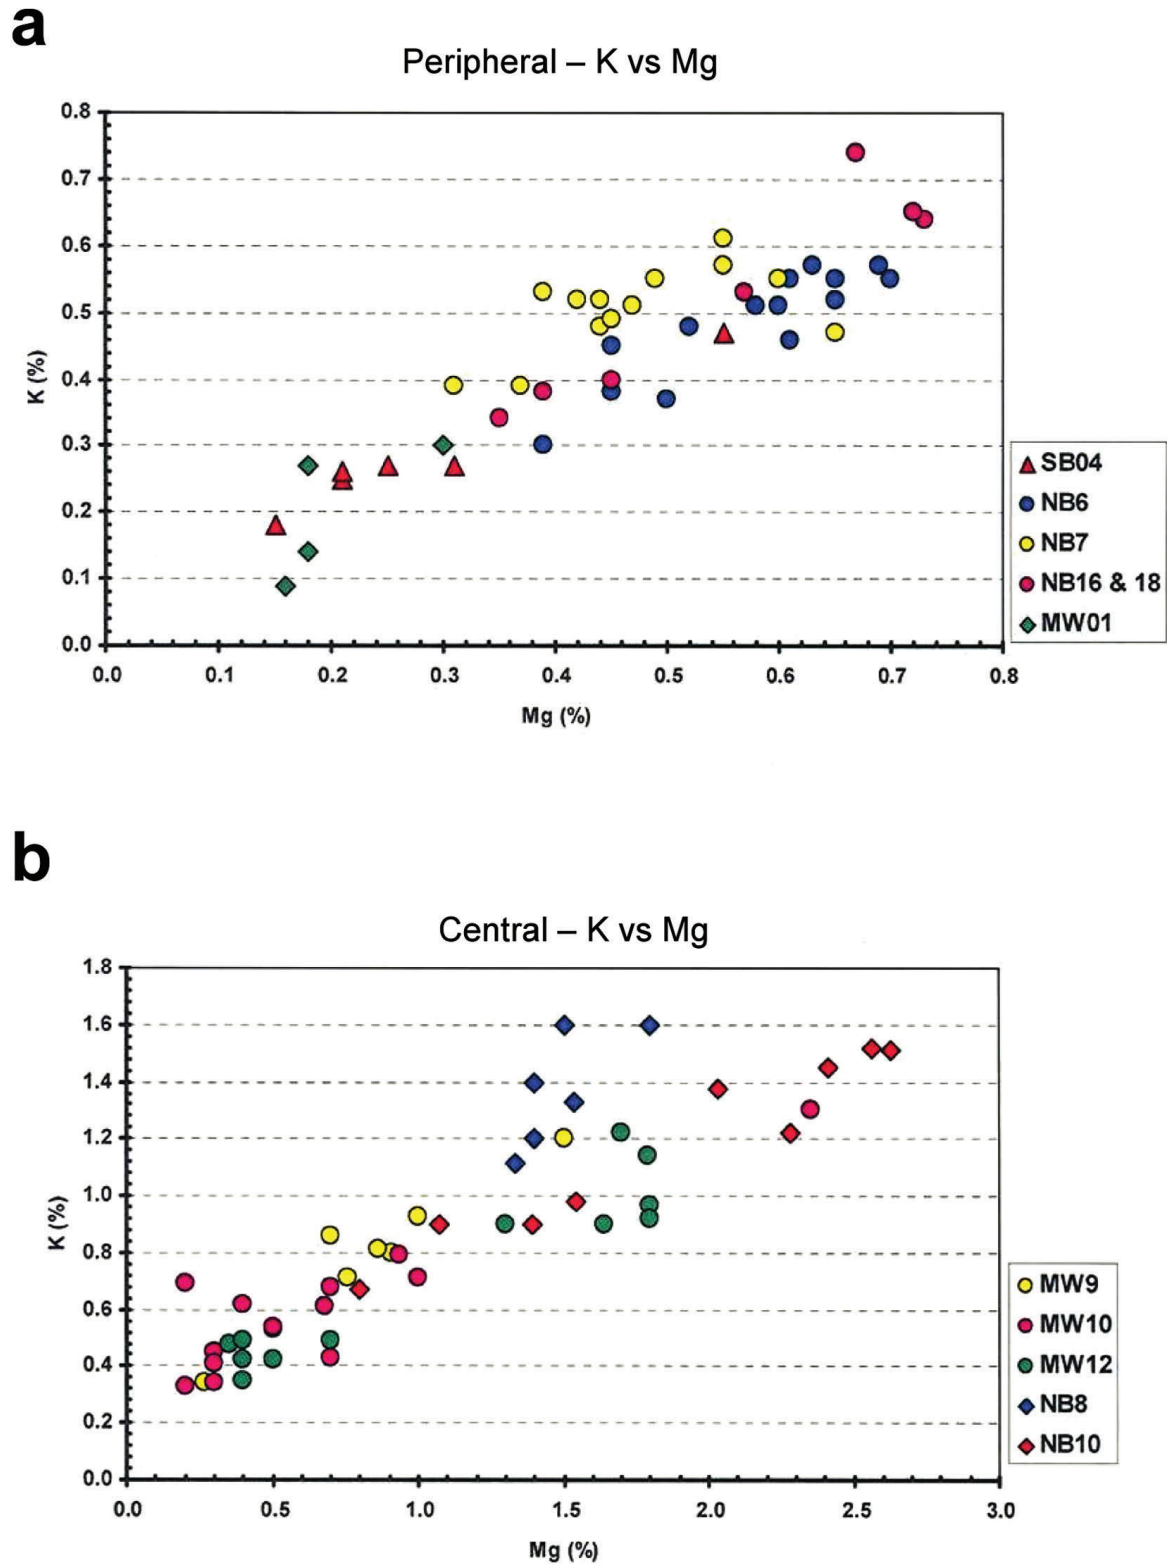 a
Peripheral – K vs Mg
0.8
0.7
0.6
0.5
0.4
0.3
0.2
0.1
0.0
K (%)
0.0 0.1 0.2 0.3 0.4 0.5 0.6 0.7 0.8
Mg (%)
SB04
NB6
NB7
NB16 & 18
MW01
b
Central – K vs Mg
1.8
1.6
1.4
1.2
1.0
0.8
0.6
0.4
0.2
0.0
K (%)
0.0 0.5 1.0 1.5 2.0 2.5 3.0
Mg (%)
MW9
MW10
MW12
NB8
NB10